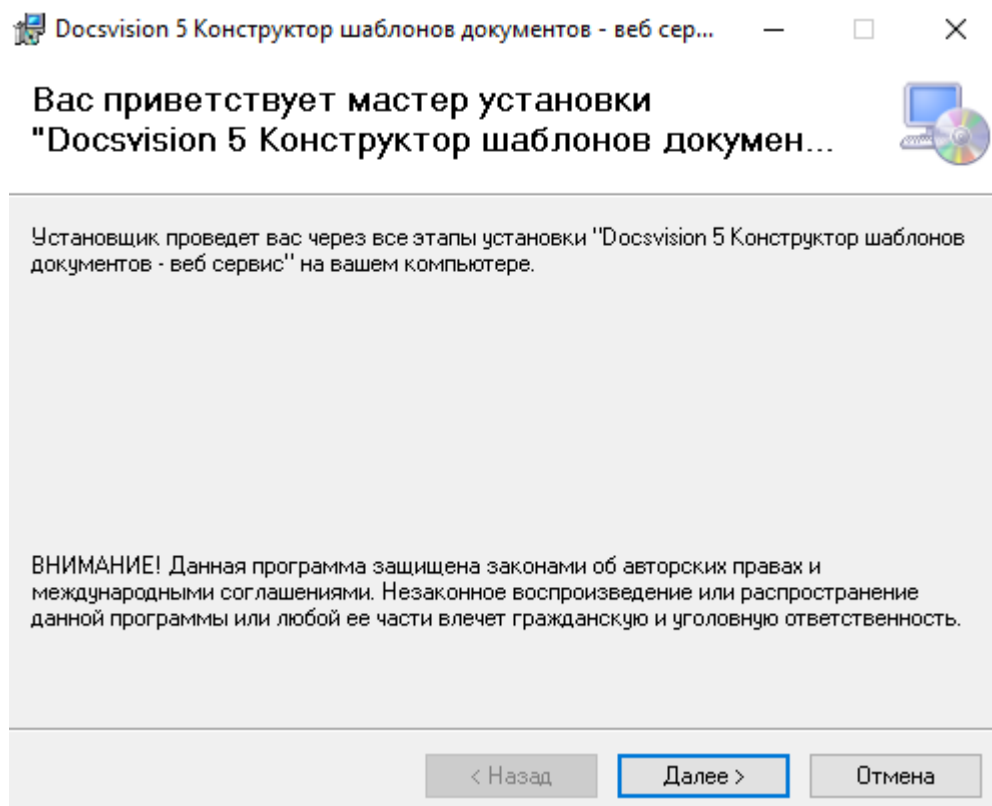 Docsvision 5 Конструктор шаблонов документов - веб сер...
Вас приветствует мастер установки
"Docsvision 5 Конструктор шаблонов докумен...
Установщик проведет вас через все этапы установки "Docsvision 5 Конструктор шаблонов
документов - веб сервис" на вашем компьютере.
ВНИМАНИЕ! Данная программа защищена законами об авторских правах и
международными соглашениями. Незаконное воспроизведение или распространение
данной программы или любой ее части влечет гражданскую и уголовную ответственность.
< Назад
Далее >
Отмена